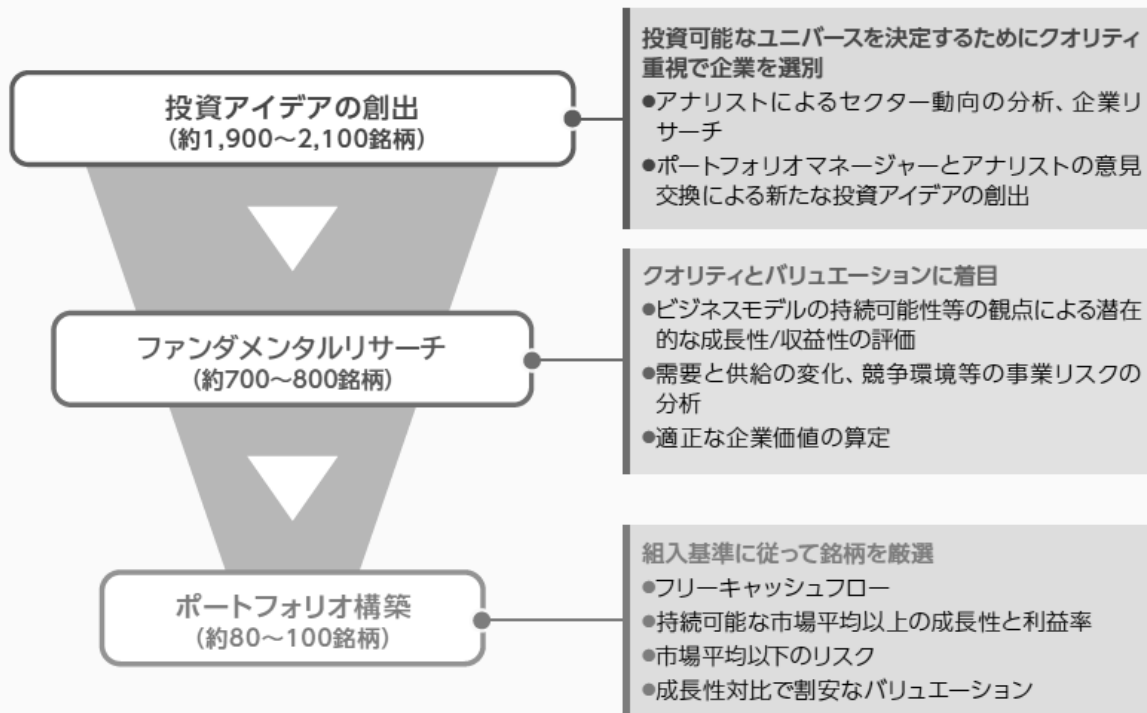 投資アイデアの創出
(約1,900〜2,100銘柄)
投資可能なユニバースを決定するためにクオリティ
重視で企業を選別
●アナリストによるセクター動向の分析、企業リ
サーチ
●ポートフォリオマネージャーとアナリストの意見
交換による新たな投資アイデアの創出
ファンダメンタルリサーチ
(約700〜800銘柄)
クオリティとバリュエーションに着目
●ビジネスモデルの持続可能性等の観点による潜在
的な成長性/収益性の評価
●需要と供給の変化、競争環境等の事業リスクの
分析
●適正な企業価値の算定
ポートフォリオ構築
(約80〜100銘柄)
組入基準に従って銘柄を厳選
●フリーキャッシュフロー
●持続可能な市場平均以上の成長性と利益率
●市場平均以下のリスク
●成長性対比で割安なバリュエーション